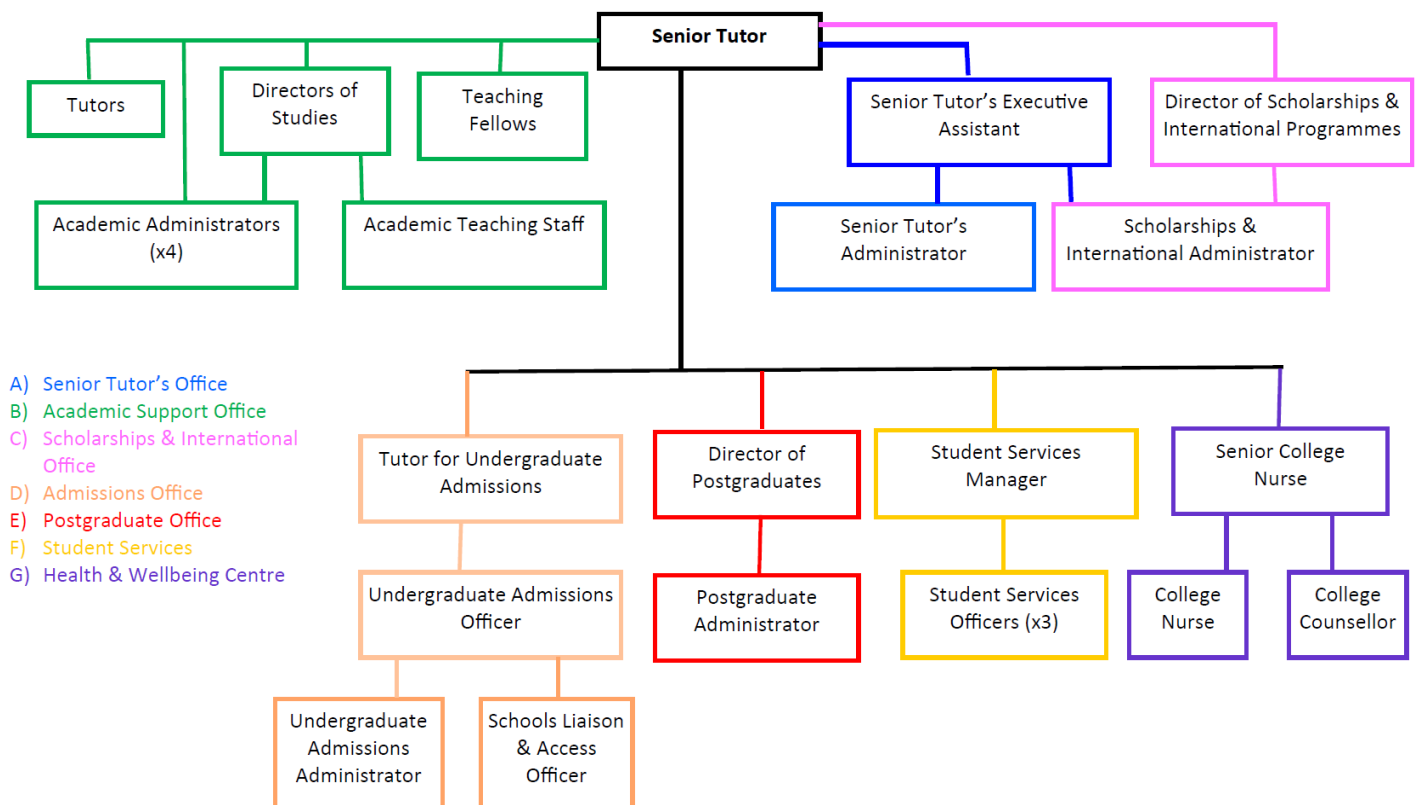 Senior Tutor
Tutors
Directors of
Studies
Teaching
Fellows
Senior Tutor’s Executive
Assistant
Director of Scholarships &
International Programmes
Academic Administrators
(x4)
Academic Teaching Staff
Senior Tutor’s
Administrator
Scholarships &
International Administrator
A) Senior Tutor’s Office
B) Academic Support Office
C) Scholarships & International
Office
D) Admissions Office
E) Postgraduate Office
F) Student Services
G) Health & Wellbeing Centre
Tutor for Undergraduate
Admissions
Director of
Postgraduates
Student Services
Manager
Senior College
Nurse
Undergraduate Admissions
Officer
Postgraduate
Administrator
Student Services
Officers (x3)
College
Nurse
College
Counsellor
Undergraduate
Admissions
Administrator
Schools Liaison
& Access
Officer